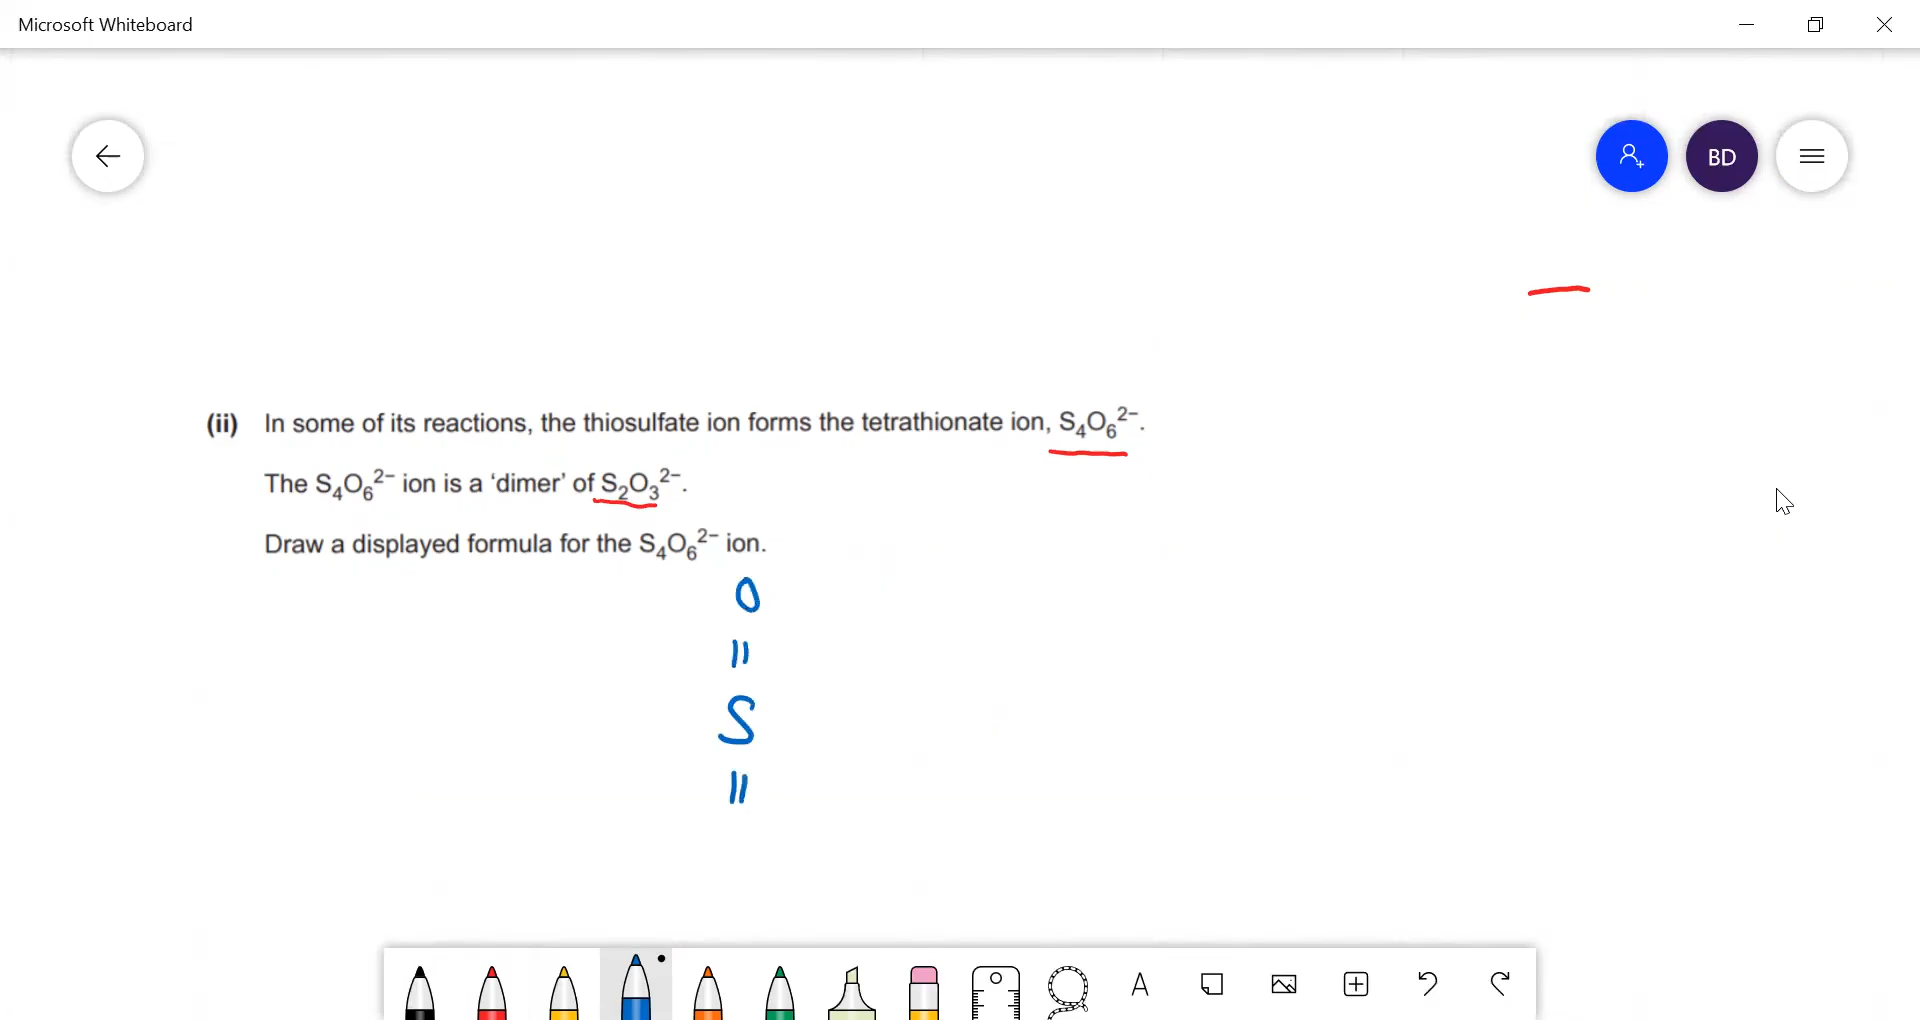 Microsoft Whiteboard
BD
(ii) In some of its reactions, the thiosulfate ion forms the tetrathionate ion, S₄O₆²⁻.
The S₄O₆²⁻ ion is a ‘dimer’ of S₂O₃²⁻.
Draw a displayed formula for the S₄O₆²⁻ ion.
O
||
S
||
A